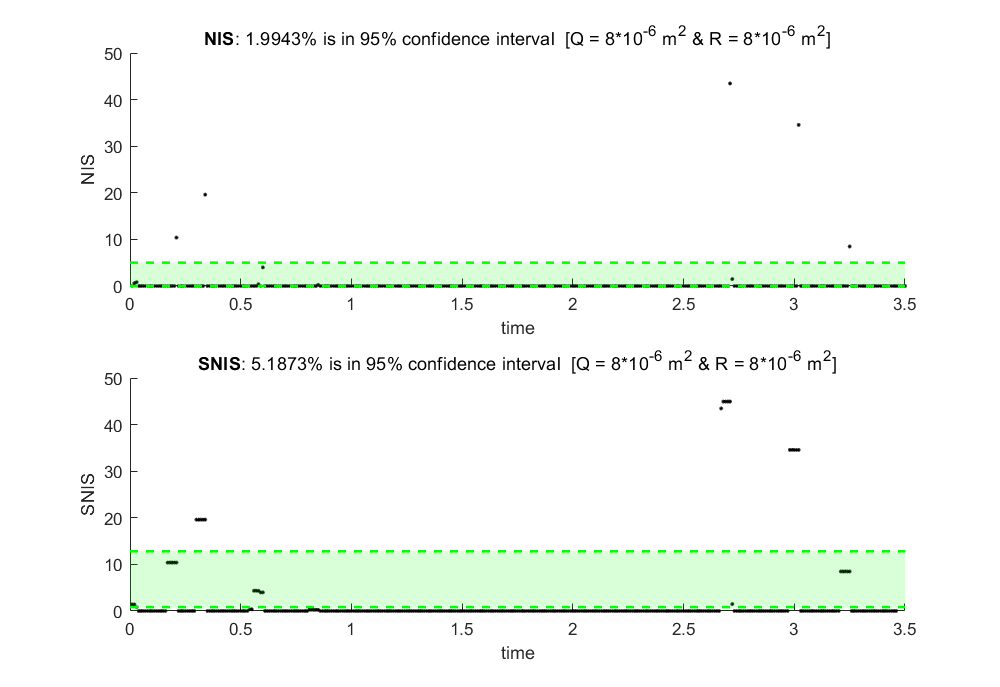 NIS: 1.9943% is in 95% confidence interval [Q = 8*10^-6 m^2 & R = 8*10^-6 m^2]
50
40
30
20
10
0
NIS
0 0.5 1 1.5 2 2.5 3 3.5
time
SNIS: 5.1873% is in 95% confidence interval [Q = 8*10^-6 m^2 & R = 8*10^-6 m^2]
50
40
30
20
10
0
SNIS
0 0.5 1 1.5 2 2.5 3 3.5
time